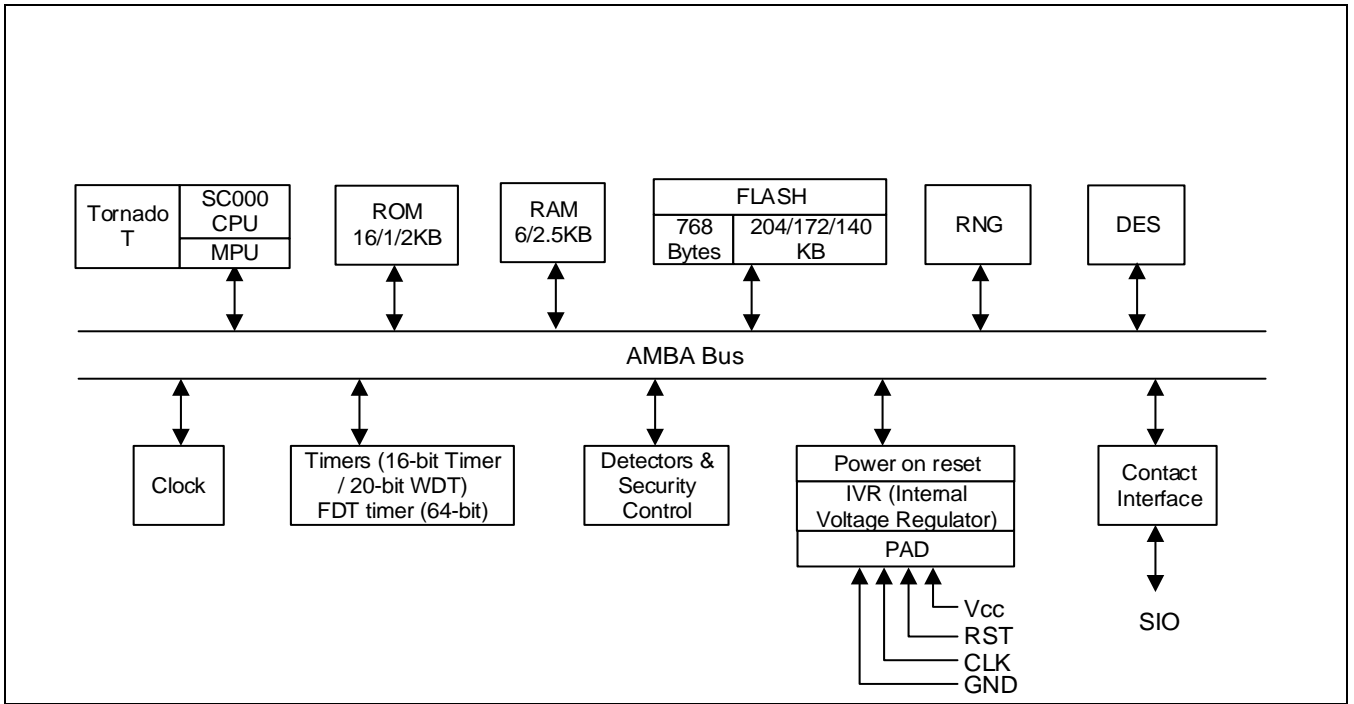 Tornado
T
SC000
CPU
MPU
ROM
16/1/2KB
RAM
6/2.5KB
FLASH
768
Bytes
204/172/140
KB
RNG
DES
AMBA Bus
Clock
Timers (16-bit Timer
/ 20-bit WDT)
FDT timer (64-bit)
Detectors &
Security
Control
Power on reset
IVR (Internal
Voltage Regulator)
PAD
Contact
Interface
Vcc
RST
CLK
GND
SIO